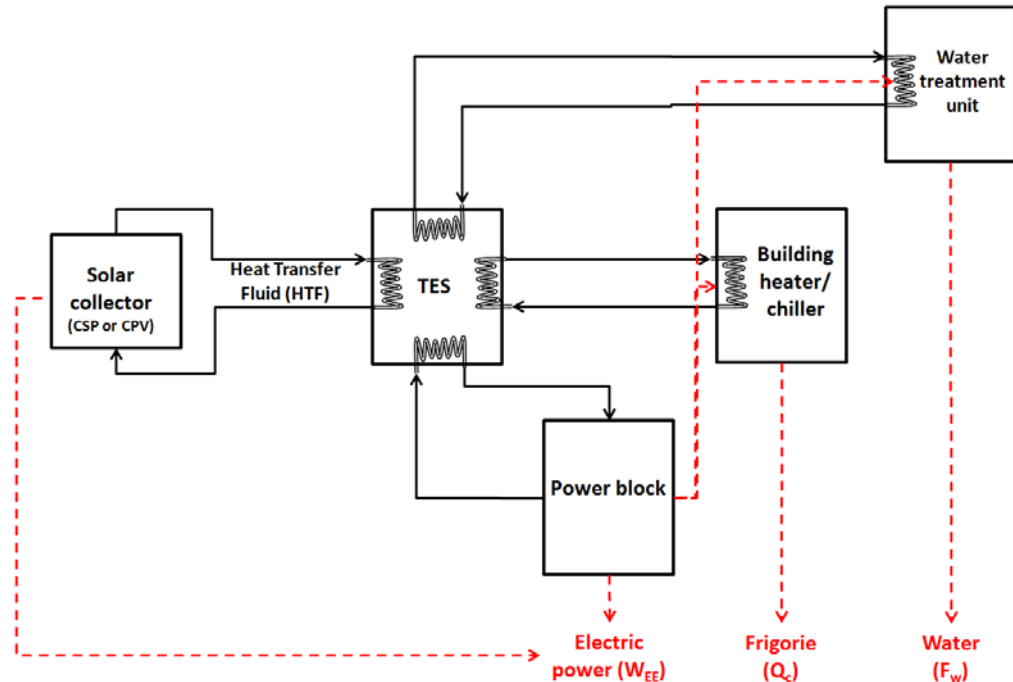 Water
treatment
unit
Solar
collector
(CSP or CPV)
Heat Transfer
Fluid (HTF)
TES
Building
heater/
chiller
Power block
Electric
power (W_EE)
Frigorie
(Q_c)
Water
(F_w)